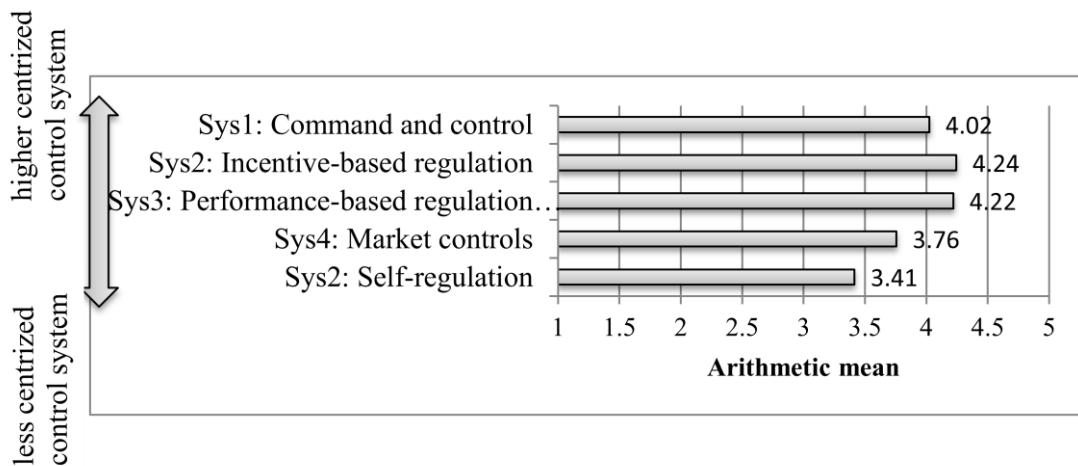 higher centrized
control system
less centrized
control system
Sys1: Command and control
Sys2: Incentive-based regulation
Sys3: Performance-based regulation…
Sys4: Market controls
Sys2: Self-regulation
4.02
4.24
4.22
3.76
3.41
1 1.5 2 2.5 3 3.5 4 4.5 5
Arithmetic mean